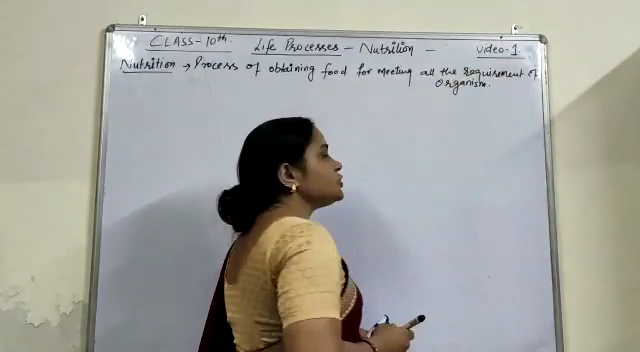 CLASS-10th. Life Processes - Nutrition - Video-1.
Nutrition → Process of obtaining food for meeting all the requirement of
Organism.